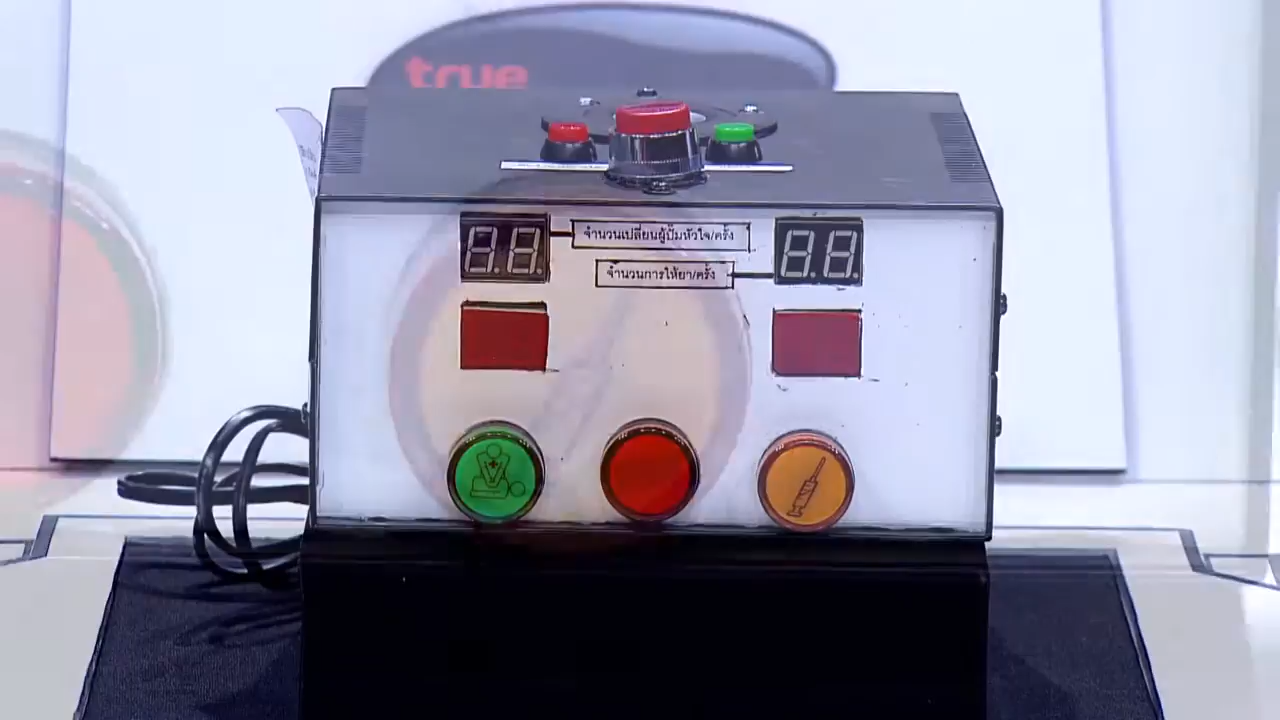 true
จำนวนเปลี่ยนผู้ปั๊มหัวใจ/ครั้ง
จำนวนการให้ยา/ครั้ง